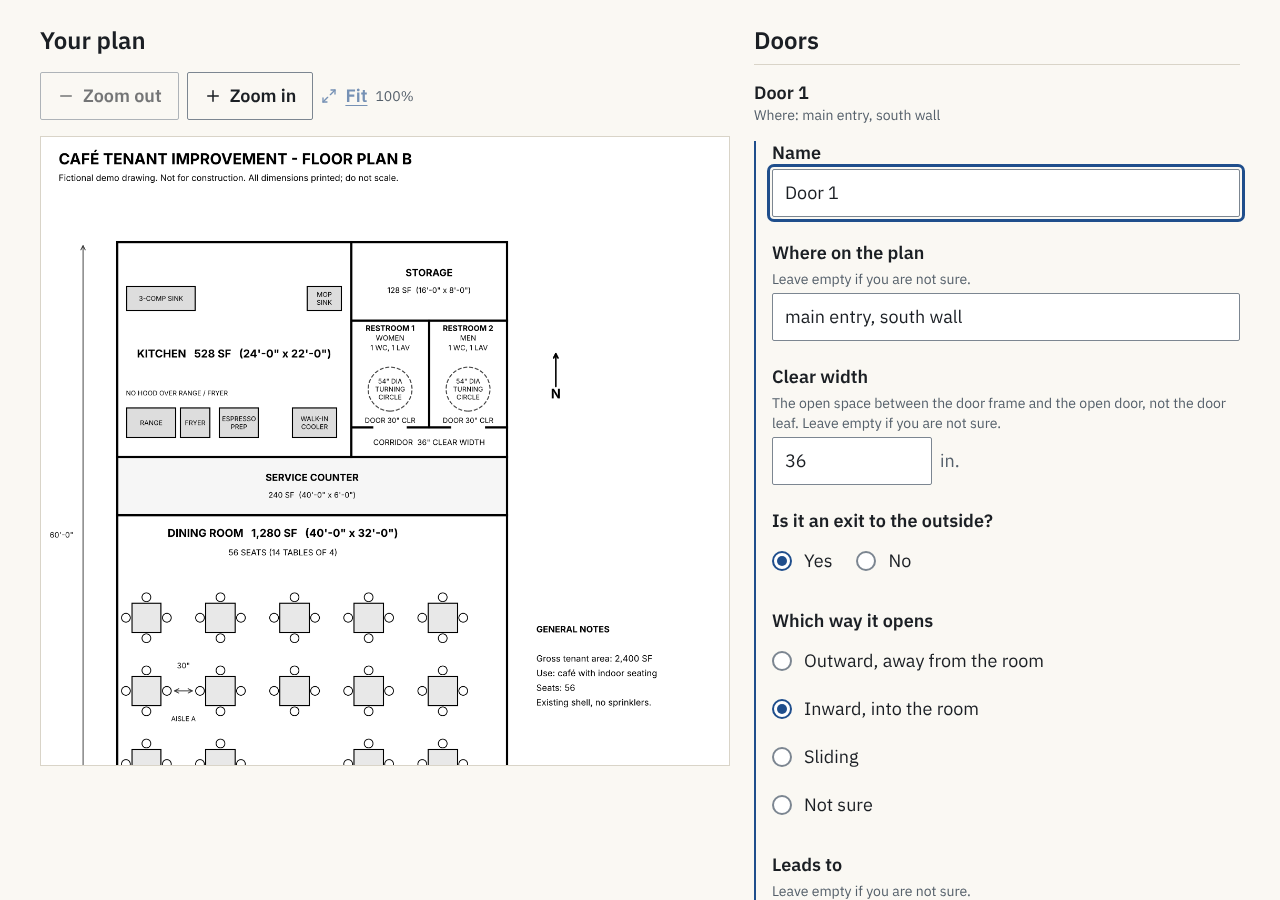 Your plan
Zoom out
Zoom in
Fit
100%
CAFÉ TENANT IMPROVEMENT - FLOOR PLAN B
Fictional demo drawing. Not for construction. All dimensions printed; do not scale.
STORAGE
128 SF (16'-0" x 8'-0")
3-COMP SINK
MOP
SINK
RESTROOM 1
WOMEN
1 WC, 1 LAV
RESTROOM 2
MEN
1 WC, 1 LAV
KITCHEN 528 SF (24'-0" x 22'-0")
54" DIA
TURNING
CIRCLE
54" DIA
TURNING
CIRCLE
N
NO HOOD OVER RANGE / FRYER
RANGE
FRYER
ESPRESSO
PREP
WALK-IN
COOLER
DOOR 30" CLR
DOOR 30" CLR
CORRIDOR 36" CLEAR WIDTH
SERVICE COUNTER
240 SF (40'-0" x 6'-0")
60'-0"
DINING ROOM 1,280 SF (40'-0" x 32'-0")
56 SEATS (14 TABLES OF 4)
30"
AISLE A
GENERAL NOTES
Gross tenant area: 2,400 SF
Use: café with indoor seating
Seats: 56
Existing shell, no sprinklers.
Doors
Door 1
Where: main entry, south wall
Name
Door 1
Where on the plan
Leave empty if you are not sure.
main entry, south wall
Clear width
The open space between the door frame and the open door, not the door
leaf. Leave empty if you are not sure.
36 in.
Is it an exit to the outside?
Yes
No
Which way it opens
Outward, away from the room
Inward, into the room
Sliding
Not sure
Leads to
Leave empty if you are not sure.